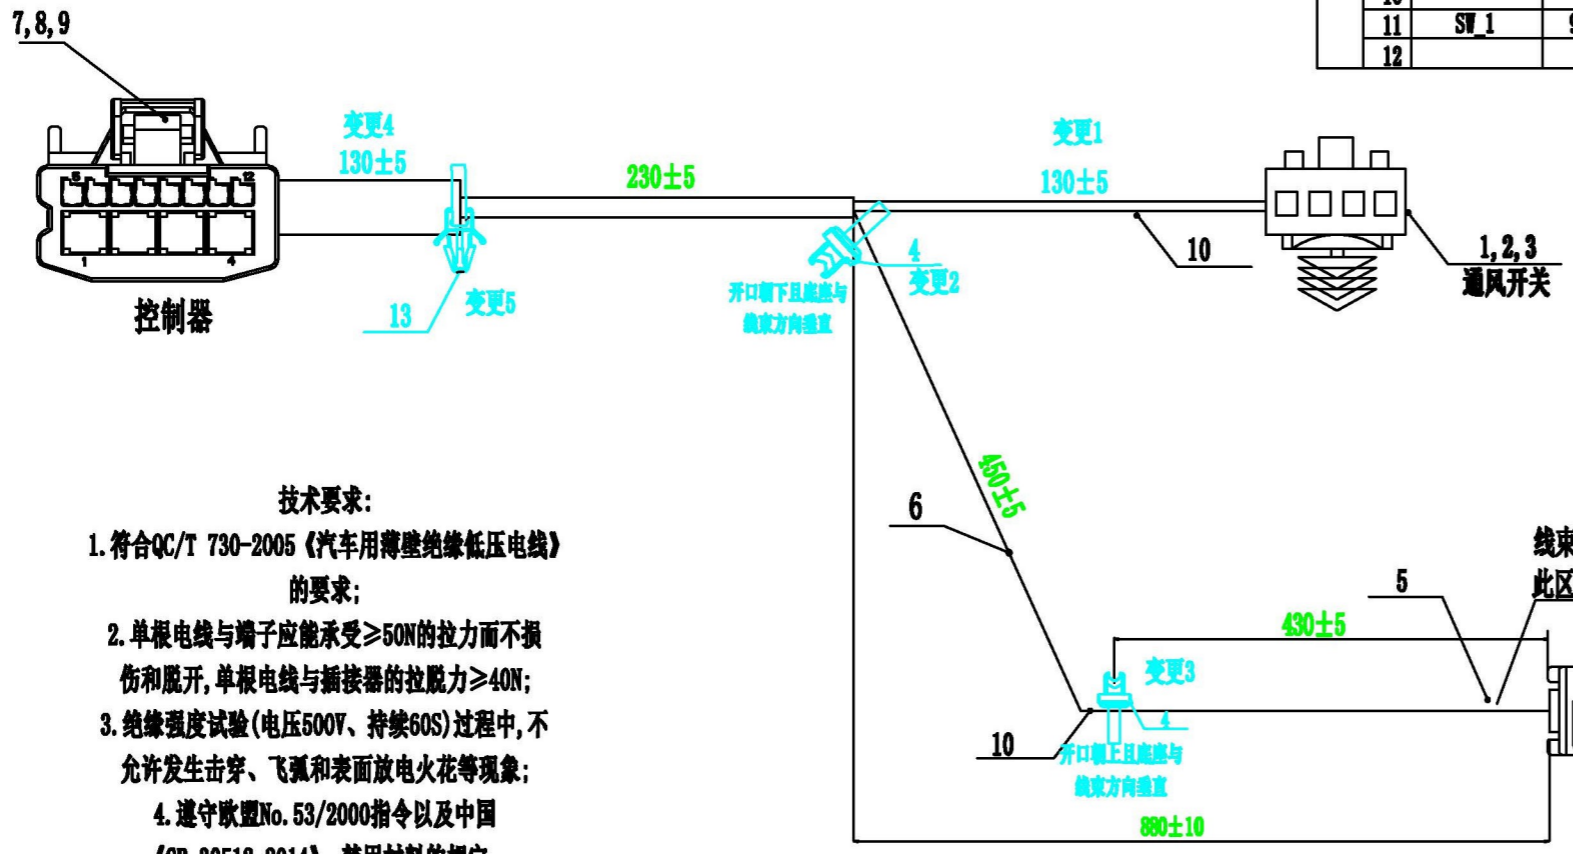 7,8,9
10
11 SW_1 9
12
变更4
130±5
230±5
变更1
130±5
5 12
1 4
控制器
13
变更5
4
变更2
开口朝下且底座与
线束方向垂直
10
1,2,3
通风开关
技术要求:
1.符合QC/T 730-2005《汽车用薄壁绝缘低压电线》
的要求;
2.单根电线与端子应能承受≥50N的拉力而不损
伤和脱开,单根电线与插接器的拉脱力≥40N;
3.绝缘强度试验(电压500V、持续60S)过程中,不
允许发生击穿、飞弧和表面放电火花等现象;
4.遵守欧盟No.53/2000指令以及中国
450±5
6
线束
此区
5
430±5
变更3
4
10
开口朝上且底座与
线束方向垂直
880±10